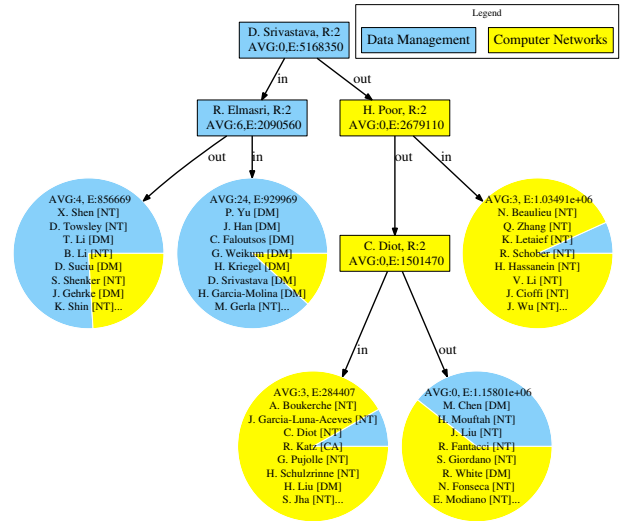 Legend
Data Management
Computer Networks
D. Srivastava, R:2
AVG:0,E:5168350
in
out
R. Elmasri, R:2
AVG:6,E:2090560
H. Poor, R:2
AVG:0,E:2679110
out
in
out
in
AVG:4, E:856669
X. Shen [NT]
D. Towsley [NT]
T. Li [DM]
B. Li [NT]
D. Suciu [DM]
S. Shenker [NT]
J. Gehrke [DM]
K. Shin [NT]...
AVG:24, E:929969
P. Yu [DM]
J. Han [DM]
C. Faloutsos [DM]
G. Weikum [DM]
H. Kriegel [DM]
D. Srivastava [DM]
H. Garcia-Molina [DM]
M. Gerla [NT]...
C. Diot, R:2
AVG:0,E:1501470
AVG:3, E:1.03491e+06
N. Beaulieu [NT]
Q. Zhang [NT]
K. Letaief [NT]
R. Schober [NT]
H. Hassanein [NT]
V. Li [NT]
J. Cioffi [NT]
J. Wu [NT]...
in
out
AVG:3, E:284407
A. Boukerche [NT]
J. Garcia-Luna-Aceves [NT]
C. Diot [NT]
R. Katz [CA]
G. Pujolle [NT]
H. Schulzrinne [NT]
H. Liu [DM]
S. Jha [NT]...
AVG:0, E:1.15801e+06
M. Chen [DM]
H. Mouftah [NT]
J. Liu [NT]
R. Fantacci [NT]
S. Giordano [NT]
R. White [DM]
N. Fonseca [NT]
E. Modiano [NT]...